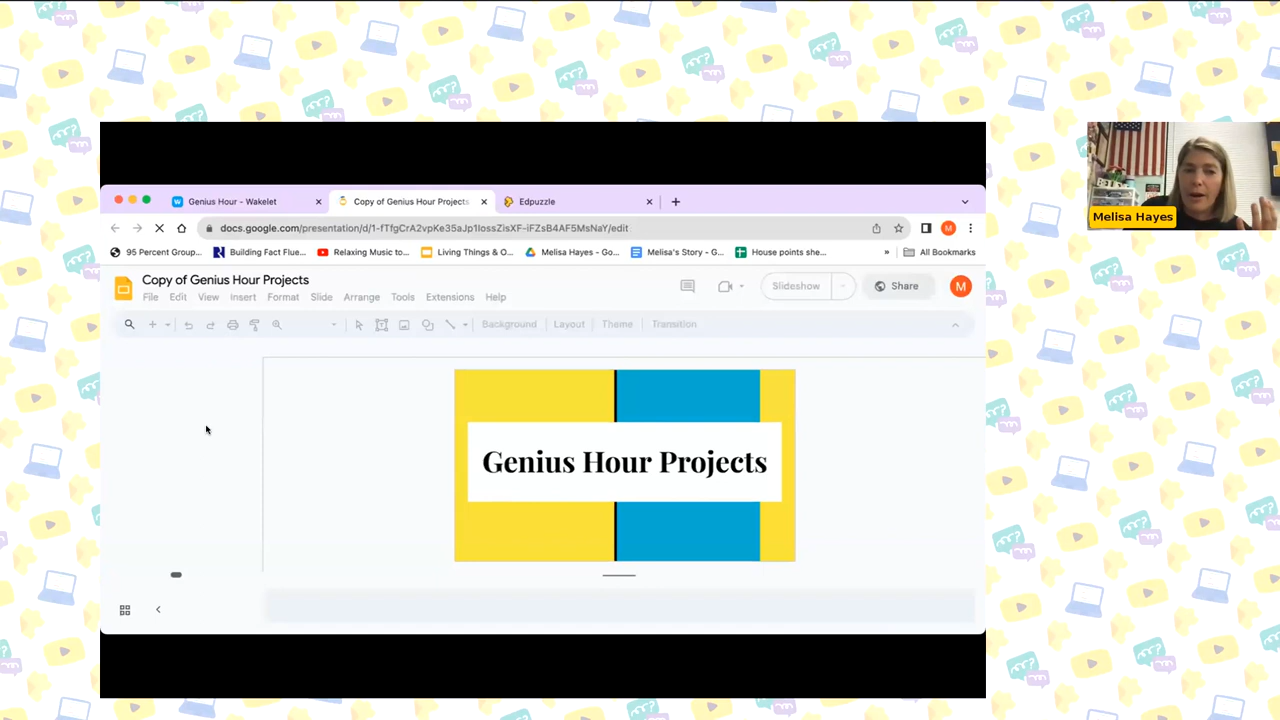 Genius Hour - Wakelet
Copy of Genius Hour Projects
Edpuzzle
docs.google.com/presentation/d/1-fTfgCrA2vpKe35aJp1IossZisXF-iFZsB4AF5MsNaY/edit
M
95 Percent Group...
Building Fact Flue...
Relaxing Music to...
Living Things & O...
Melisa Hayes - Go...
Melisa's Story - G...
House points she...
»
All Bookmarks
Copy of Genius Hour Projects
File Edit View Insert Format Slide Arrange Tools Extensions Help
Slideshow
Share
M
Background Layout Theme Transition
Genius Hour Projects
Melisa Hayes